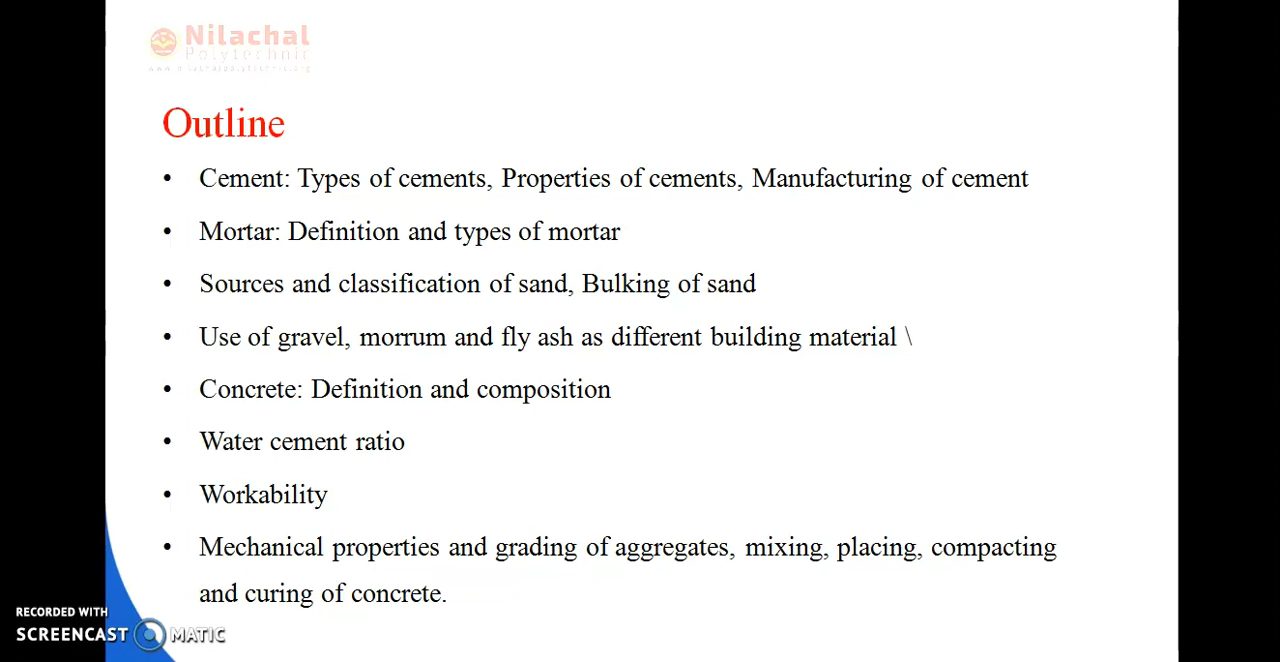 Nilachal
Polytechnic
www.nilachalpolytechnic.org
Outline
• Cement: Types of cements, Properties of cements, Manufacturing of cement
• Mortar: Definition and types of mortar
• Sources and classification of sand, Bulking of sand
• Use of gravel, morrum and fly ash as different building material \
• Concrete: Definition and composition
• Water cement ratio
• Workability
• Mechanical properties and grading of aggregates, mixing, placing, compacting
and curing of concrete.
RECORDED WITH
SCREENCAST MATIC